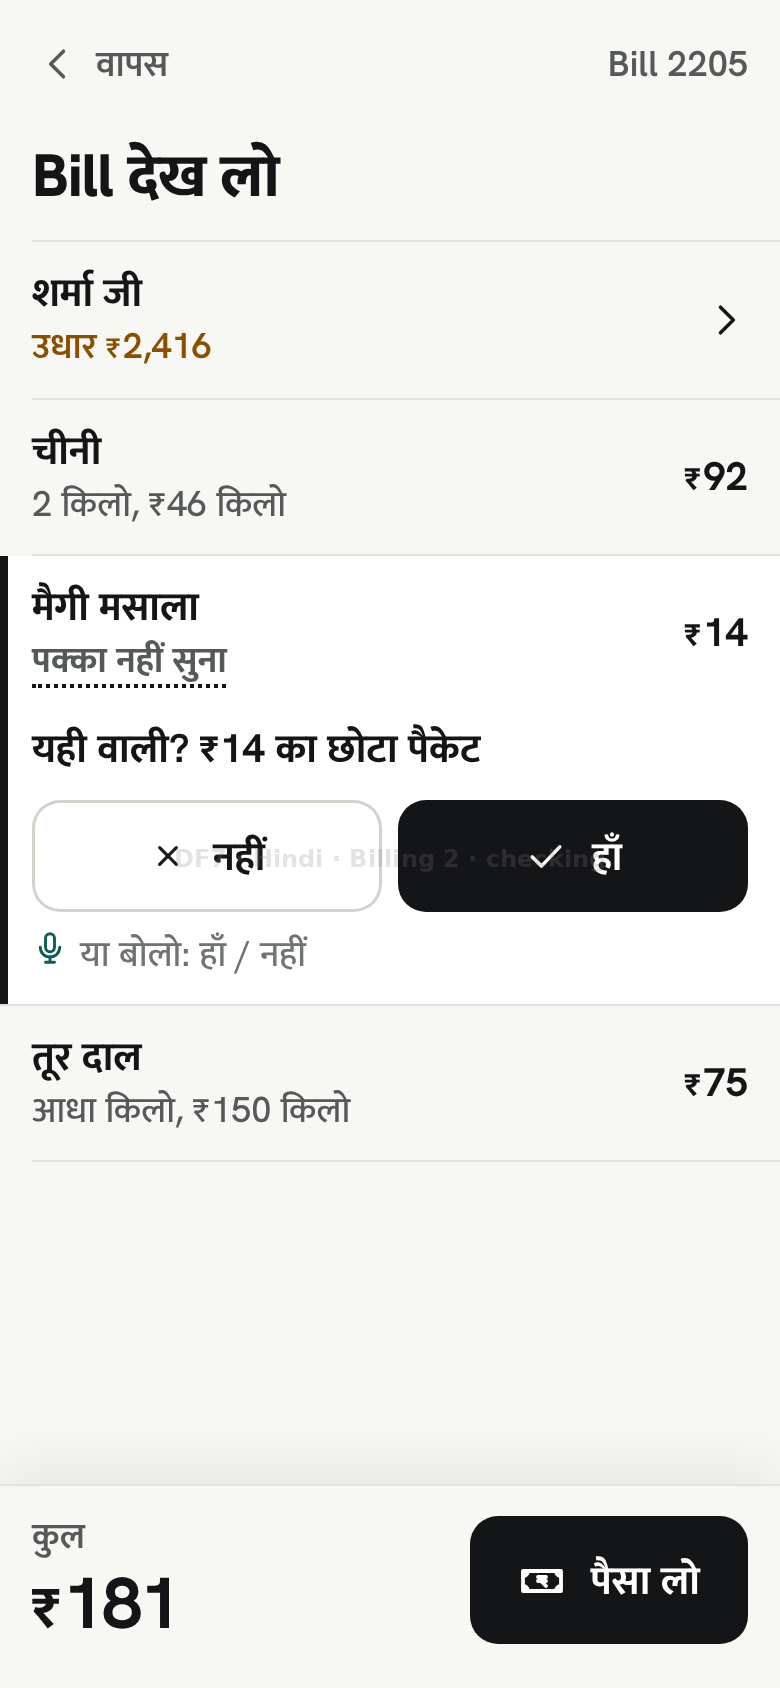 वापस
Bill 2205
Bill देख लो
शर्मा जी
उधार ₹2,416
चीनी
₹92
2 किलो, ₹46 किलो
मैगी मसाला
₹14
पक्का नहीं सुना
यही वाली? ₹14 का छोटा पैकेट
नहीं
हाँ
या बोलो: हाँ / नहीं
तूर दाल
₹75
आधा किलो, ₹150 किलो
कुल
₹181
पैसा लो